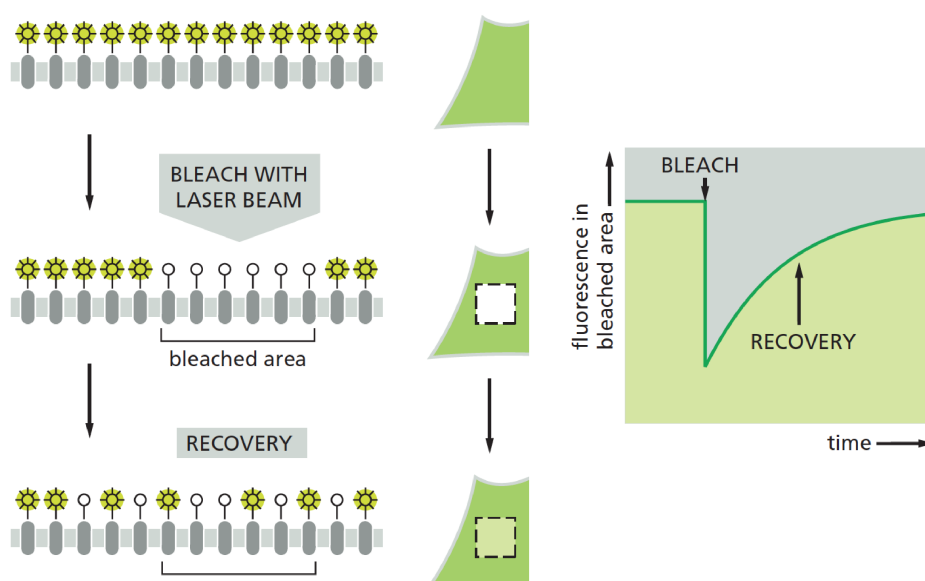 BLEACH WITH
LASER BEAM
bleached area
RECOVERY
fluorescence in
bleached area
BLEACH
RECOVERY
time